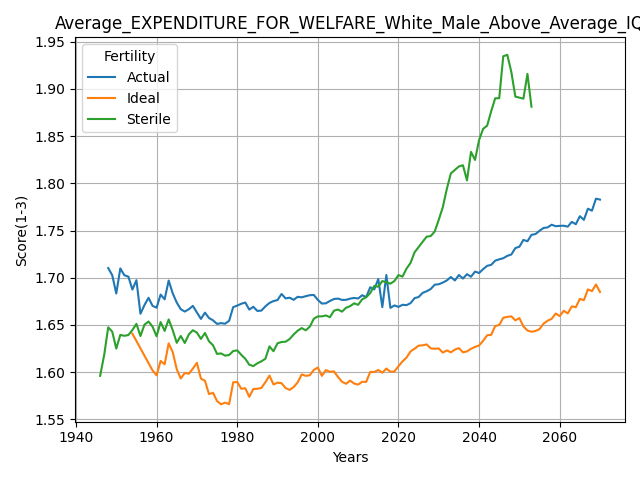 Average_EXPENDITURE_FOR_WELFARE_White_Male_Above_Average_IQ
Fertility
Actual
Ideal
Sterile
Score(1-3)
1.95
1.90
1.85
1.80
1.75
1.70
1.65
1.60
1.55
1940
1960
1980
2000
2020
2040
2060
Years